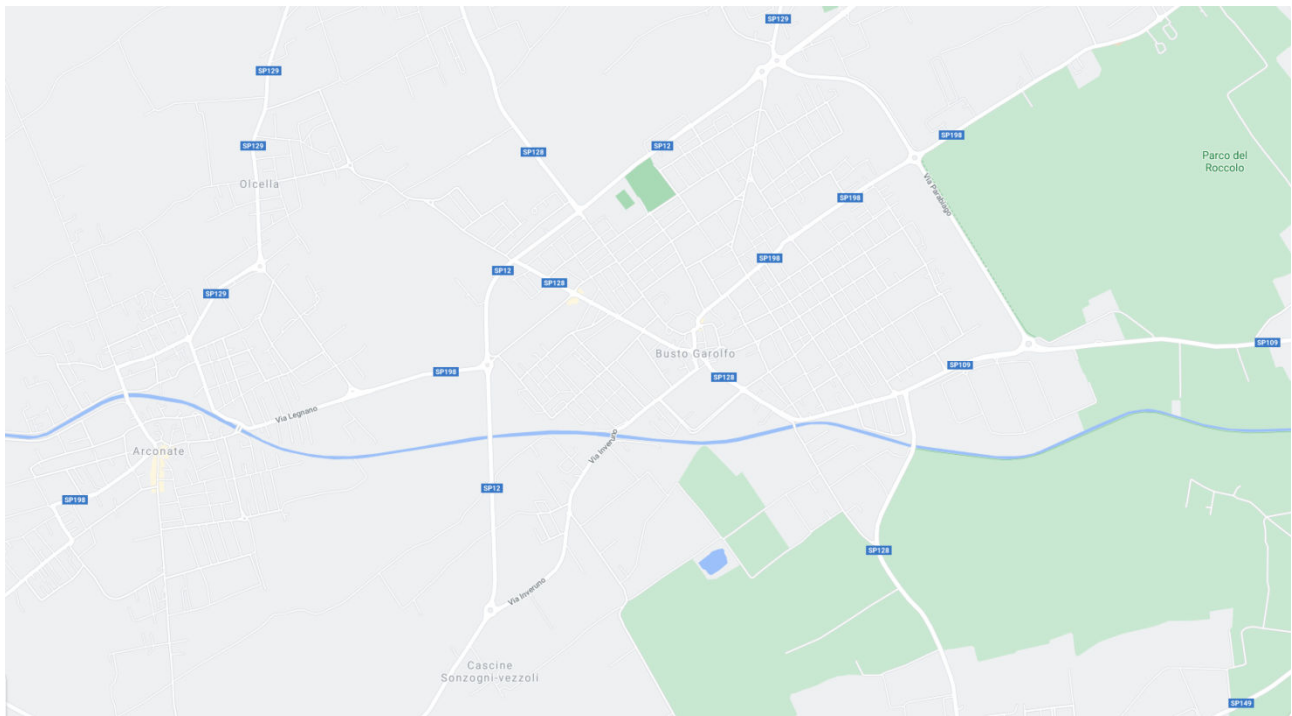 SP129
SP129
SP198
SP129
SP128
SP12
Parco del
Roccolo
Olcella
Via Parabiago
SP198
SP198
SP12
SP128
SP129
SP109
Busto Garolfo
SP109
SP198
SP128
Via Legnano
Via Inveruno
Arconate
SP12
SP198
SP128
Via Inveruno
Cascine
Sonzogni-vezzoli
SP149